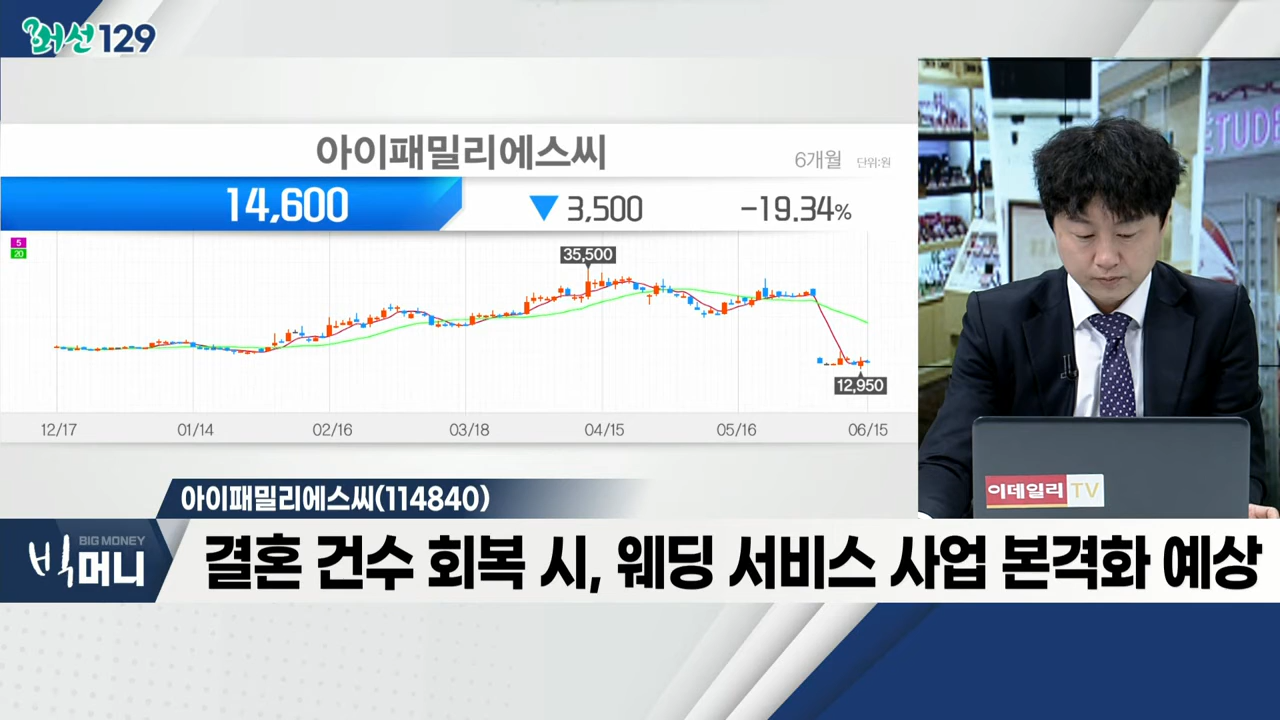 머선129
아이패밀리에스씨
6개월 단위:원
14,600 ▼ 3,500 -19.34%
5
20
35,500
12,950
12/17 01/14 02/16 03/18 04/15 05/16 06/15
ETUDE
이데일리 TV
아이패밀리에스씨(114840)
BIG MONEY
빅머니
결혼 건수 회복 시, 웨딩 서비스 사업 본격화 예상